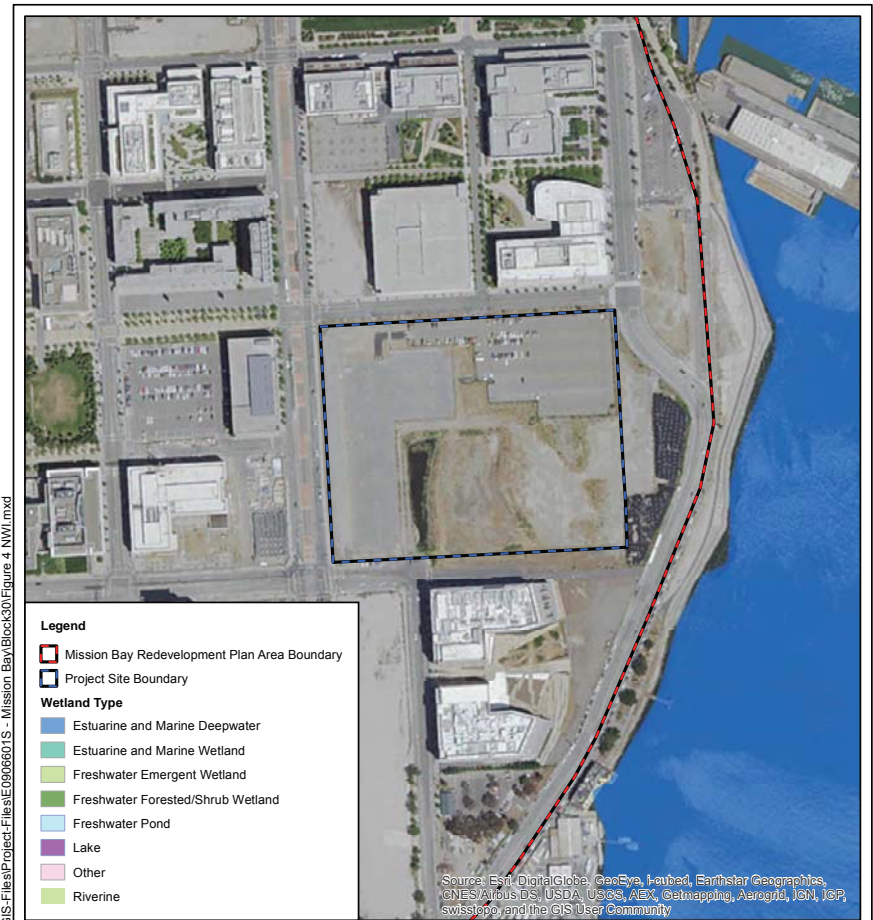 Legend
Mission Bay Redevelopment Plan Area Boundary
Project Site Boundary
Wetland Type
Estuarine and Marine Deepwater
Estuarine and Marine Wetland
Freshwater Emergent Wetland
Freshwater Forested/Shrub Wetland
Freshwater Pond
Lake
Other
Riverine
Source: Esri, DigitalGlobe, GeoEye, i-cubed, Earthstar Geographics,
CNES/Airbus DS, USDA, USGS, AEX, Getmapping, Aerogrid, IGN, IGP,
swisstopo, and the GIS User Community
IS-Files\Project-Files\E0906601S - Mission Bay\Block30\Figure 4 NWI.mxd